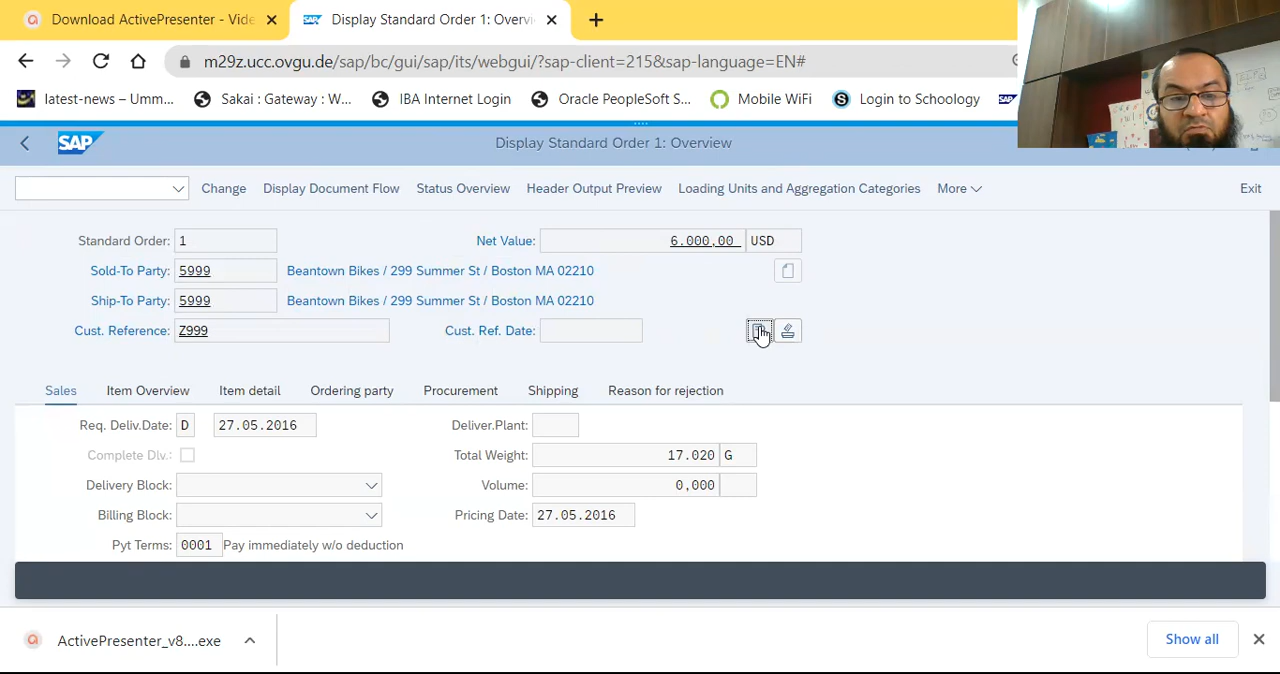 Download ActivePresenter - Vide
Display Standard Order 1: Overvi
m29z.ucc.ovgu.de/sap/bc/gui/sap/its/webgui/?sap-client=215&sap-language=EN#
latest-news – Umm...
Sakai : Gateway : W...
IBA Internet Login
Oracle PeopleSoft S...
Mobile WiFi
Login to Schoology
SAP
Display Standard Order 1: Overview
Change
Display Document Flow
Status Overview
Header Output Preview
Loading Units and Aggregation Categories
More
Exit
Standard Order: 1
Net Value: 6.000,00 USD
Sold-To Party: 5999 Beantown Bikes / 299 Summer St / Boston MA 02210
Ship-To Party: 5999 Beantown Bikes / 299 Summer St / Boston MA 02210
Cust. Reference: Z999
Cust. Ref. Date:
Sales Item Overview Item detail Ordering party Procurement Shipping Reason for rejection
Req. Deliv.Date: D 27.05.2016
Deliver.Plant:
Complete Dlv.:
Total Weight: 17.020 G
Delivery Block:
Volume: 0,000
Billing Block:
Pricing Date: 27.05.2016
Pyt Terms: 0001 Pay immediately w/o deduction
ActivePresenter_v8....exe
Show all